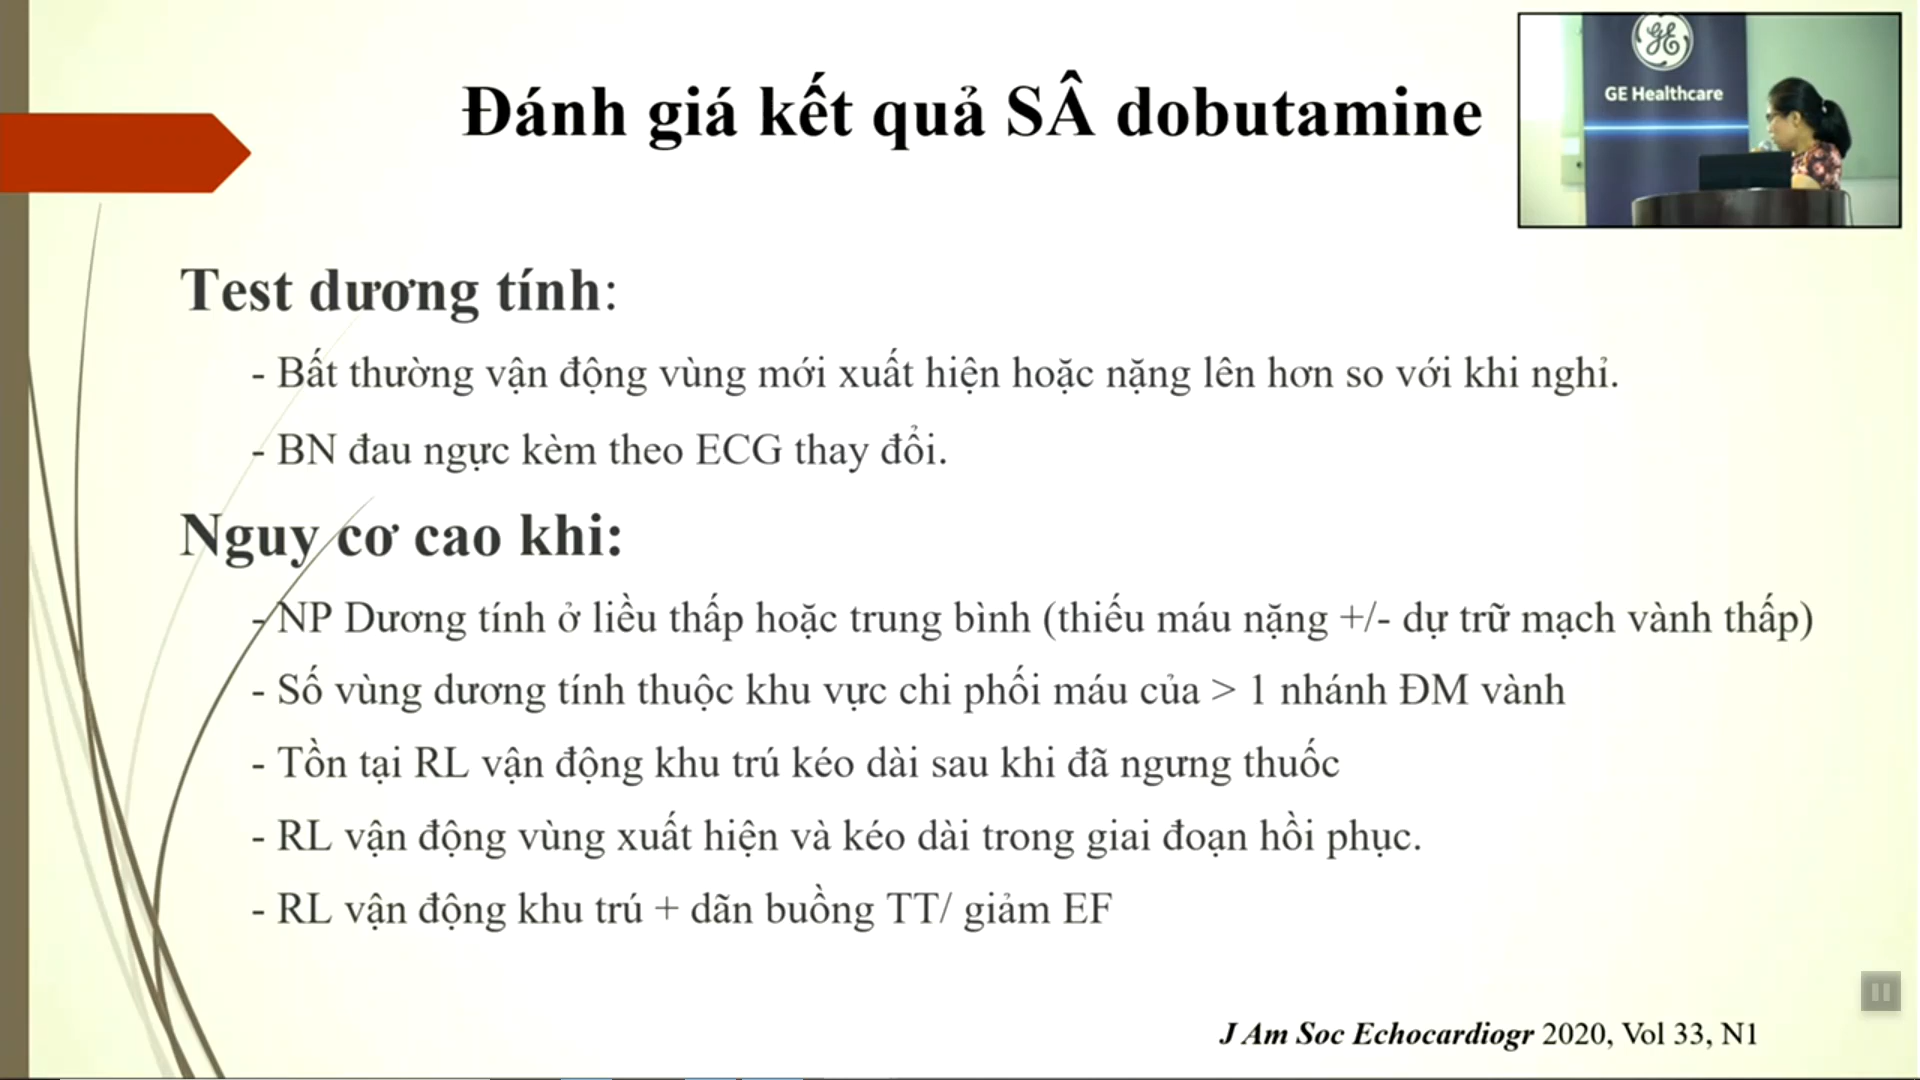 Đánh giá kết quả SÂ dobutamine
GE Healthcare
Test dương tính:
- Bất thường vận động vùng mới xuất hiện hoặc nặng lên hơn so với khi nghỉ.
- BN đau ngực kèm theo ECG thay đổi.
Nguy cơ cao khi:
- NP Dương tính ở liều thấp hoặc trung bình (thiếu máu nặng +/- dự trữ mạch vành thấp)
- Số vùng dương tính thuộc khu vực chi phối máu của > 1 nhánh ĐM vành
- Tồn tại RL vận động khu trú kéo dài sau khi đã ngưng thuốc
- RL vận động vùng xuất hiện và kéo dài trong giai đoạn hồi phục.
- RL vận động khu trú + dãn buồng TT/ giảm EF
J Am Soc Echocardiogr 2020, Vol 33, N1